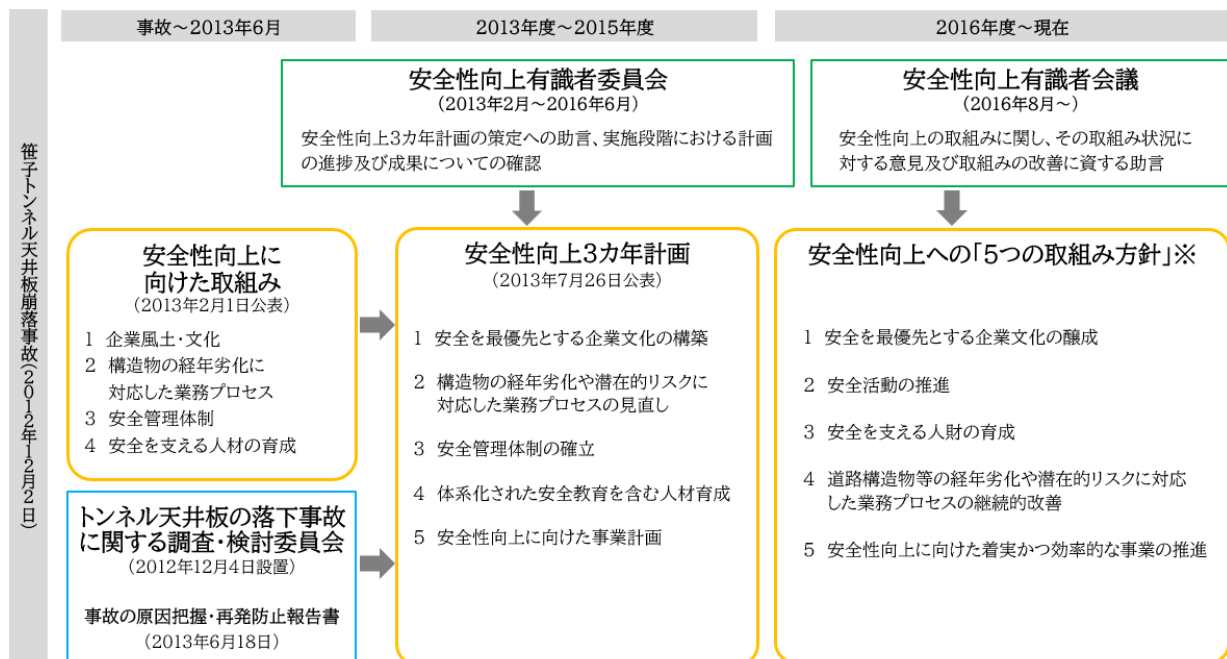 事故～2013年6月
2013年度～2015年度
2016年度～現在
笹子トンネル天井板崩落事故(2012年12月2日)
安全性向上有識者委員会
(2013年2月～2016年6月)
安全性向上3カ年計画の策定への助言、実施段階における計画
の進捗及び成果についての確認
安全性向上有識者会議
(2016年8月～)
安全性向上の取組みに関し、その取組み状況に
対する意見及び取組みの改善に資する助言
安全性向上に
向けた取組み
(2013年2月1日公表)
1 企業風土・文化
2 構造物の経年劣化に
対応した業務プロセス
3 安全管理体制
4 安全を支える人材の育成
トンネル天井板の落下事故
に関する調査・検討委員会
(2012年12月4日設置)
事故の原因把握・再発防止報告書
(2013年6月18日)
安全性向上3カ年計画
(2013年7月26日公表)
1 安全を最優先とする企業文化の構築
2 構造物の経年劣化や潜在的リスクに
対応した業務プロセスの見直し
3 安全管理体制の確立
4 体系化された安全教育を含む人材育成
5 安全性向上に向けた事業計画
安全性向上への「5つの取組み方針」※
1 安全を最優先とする企業文化の醸成
2 安全活動の推進
3 安全を支える人財の育成
4 道路構造物等の経年劣化や潜在的リスクに対応
した業務プロセスの継続的改善
5 安全性向上に向けた着実かつ効率的な事業の推進